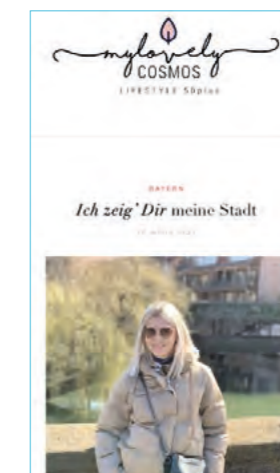 mylovely
COSMOS
LIFESTYLE 50plus
BAYERN
Ich zeig' Dir meine Stadt